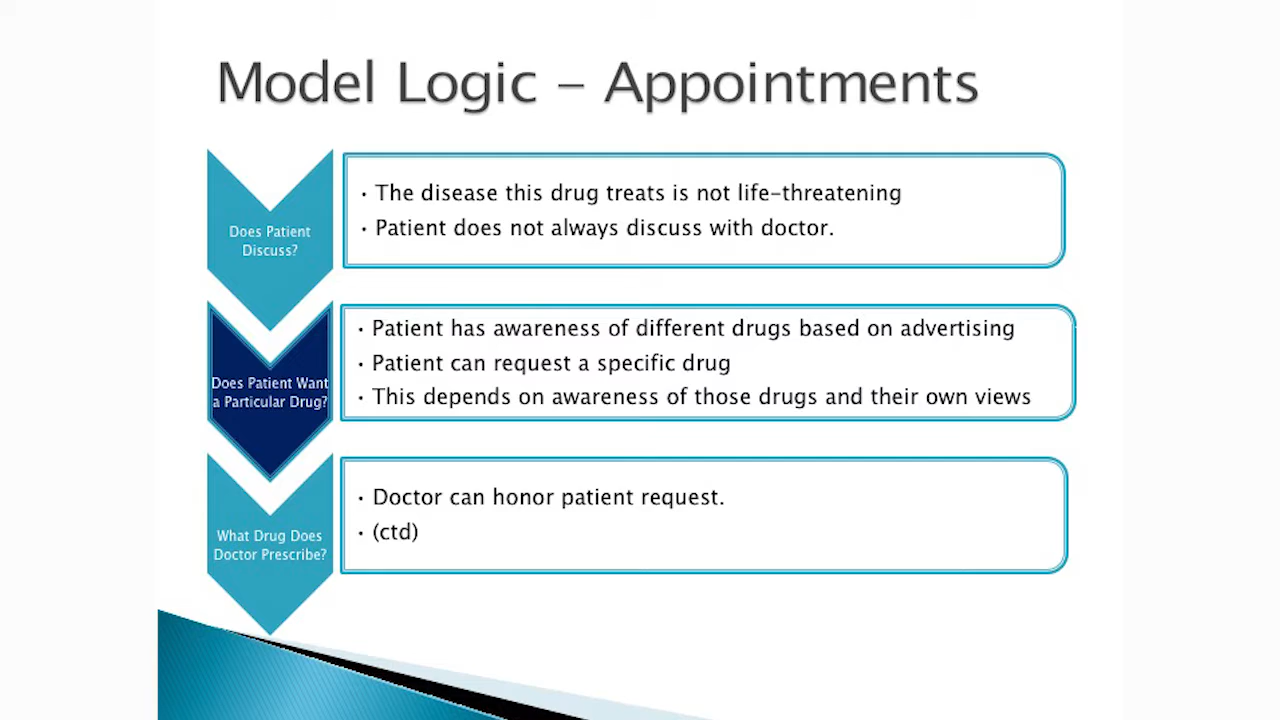 Model Logic – Appointments
Does Patient
Discuss?
• The disease this drug treats is not life-threatening
• Patient does not always discuss with doctor.
Does Patient Want
a Particular Drug?
• Patient has awareness of different drugs based on advertising
• Patient can request a specific drug
• This depends on awareness of those drugs and their own views
What Drug Does
Doctor Prescribe?
• Doctor can honor patient request.
• (ctd)